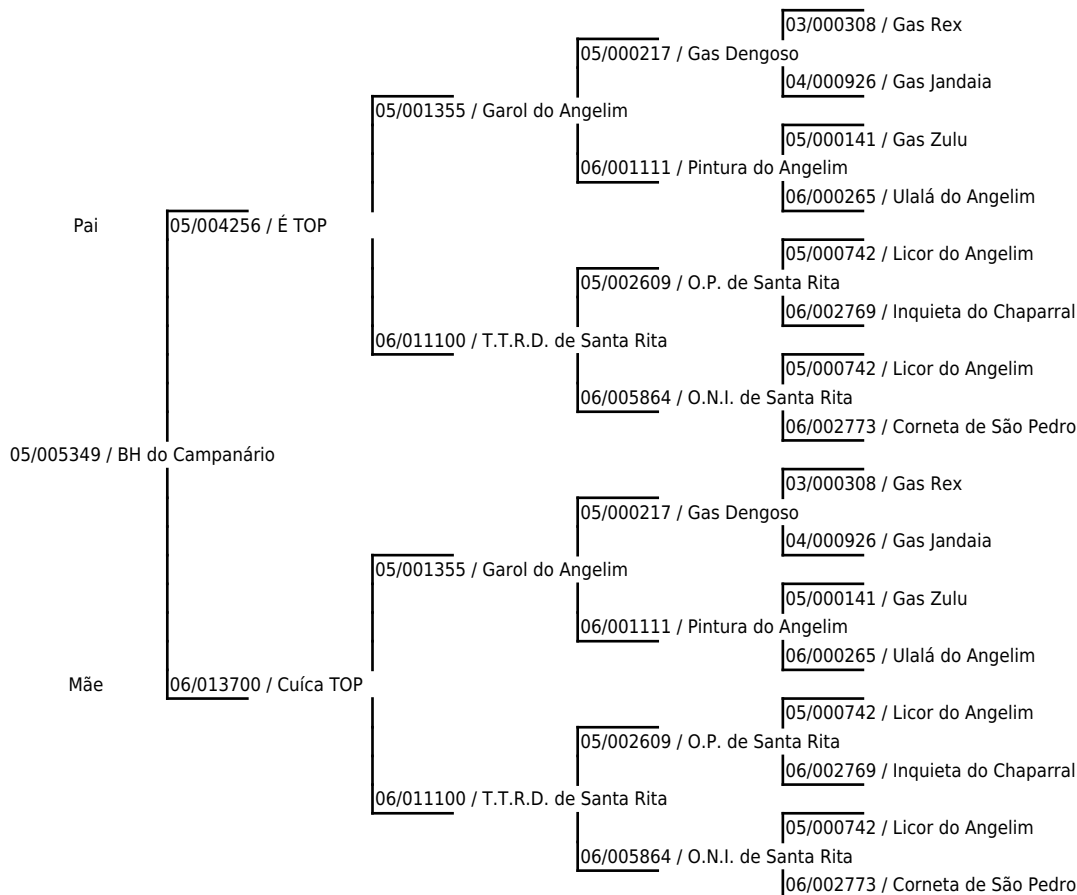 03/000308 / Gas Rex
05/000217 / Gas Dengoso
04/000926 / Gas Jandaia
05/001355 / Garol do Angelim
05/000141 / Gas Zulu
06/001111 / Pintura do Angelim
06/000265 / Ulalá do Angelim
Pai
05/004256 / É TOP
05/000742 / Licor do Angelim
05/002609 / O.P. de Santa Rita
06/002769 / Inquieta do Chaparral
06/011100 / T.T.R.D. de Santa Rita
05/000742 / Licor do Angelim
06/005864 / O.N.I. de Santa Rita
06/002773 / Corneta de São Pedro
05/005349 / BH do Campanário
03/000308 / Gas Rex
05/000217 / Gas Dengoso
04/000926 / Gas Jandaia
05/001355 / Garol do Angelim
05/000141 / Gas Zulu
06/001111 / Pintura do Angelim
06/000265 / Ulalá do Angelim
Mãe
06/013700 / Cuíca TOP
05/000742 / Licor do Angelim
05/002609 / O.P. de Santa Rita
06/002769 / Inquieta do Chaparral
06/011100 / T.T.R.D. de Santa Rita
05/000742 / Licor do Angelim
06/005864 / O.N.I. de Santa Rita
06/002773 / Corneta de São Pedro